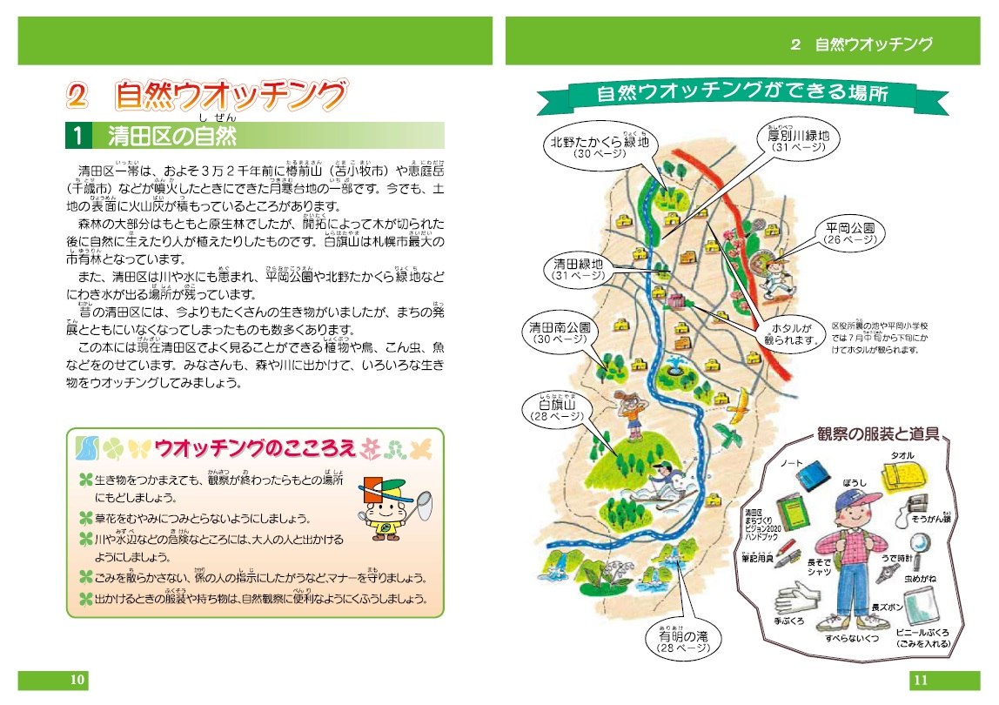 2 自然ウオッチング
1 清田区の自然
清田区一帯は、およそ3万2千年前に樽前山（苫小牧市）や恵庭岳
（千歳市）などが噴火したときにできた月寒台地の一部です。今でも、土
地の表面に火山灰が積もっているところがあります。
森林の大部分はもともと原生林でしたが、開拓によって木が切られた
後に自然に生えたり人が植えたりしたものです。白旗山は札幌市最大の
市有林となっています。
また、清田区は川や水にも恵まれ、平岡公園や北野たかくら緑地など
にわき水が出る場所が残っています。
昔の清田区には、今よりもたくさんの生き物がいましたが、まちの発
展とともにいなくなってしまったものも数多くあります。
この本には現在清田区でよく見ることができる植物や鳥、こん虫、魚
などをのせています。みなさんも、森や川に出かけて、いろいろな生き
物をウオッチングしてみましょう。
ウオッチングのこころえ
生き物をつかまえても、観察が終わったらもとの場所
にもどしましょう。
草花をむやみにつみとらないようにしましょう。
川や水辺などの危険なところには、大人の人と出かける
ようにしましょう。
ごみを散らかさない、係の人の指示にしたがうなど、マナーを守りましょう。
出かけるときの服装や持ち物は、自然観察に便利なようにくふうしましょう。
10
2 自然ウオッチング
自然ウオッチングができる場所
北野たかくら緑地
（30ページ）
厚別川緑地
（31ページ）
平岡公園
（26ページ）
清田緑地
（31ページ）
清田南公園
（30ページ）
ホタルが
観られます。
区役所裏の池や平岡小学校
では7月中旬から下旬にか
けてホタルが観られます。
白旗山
（28ページ）
有明の滝
（28ページ）
観察の服装と道具
ノート
タオル
ぼうし
清田区
まちづくり
ビジョン2020
ハンドブック
そうがん鏡
筆記用具
長そで
シャツ
うで時計
虫めがね
手ぶくろ
長ズボン
すべらないくつ
ビニールぶくろ
（ごみを入れる）
11